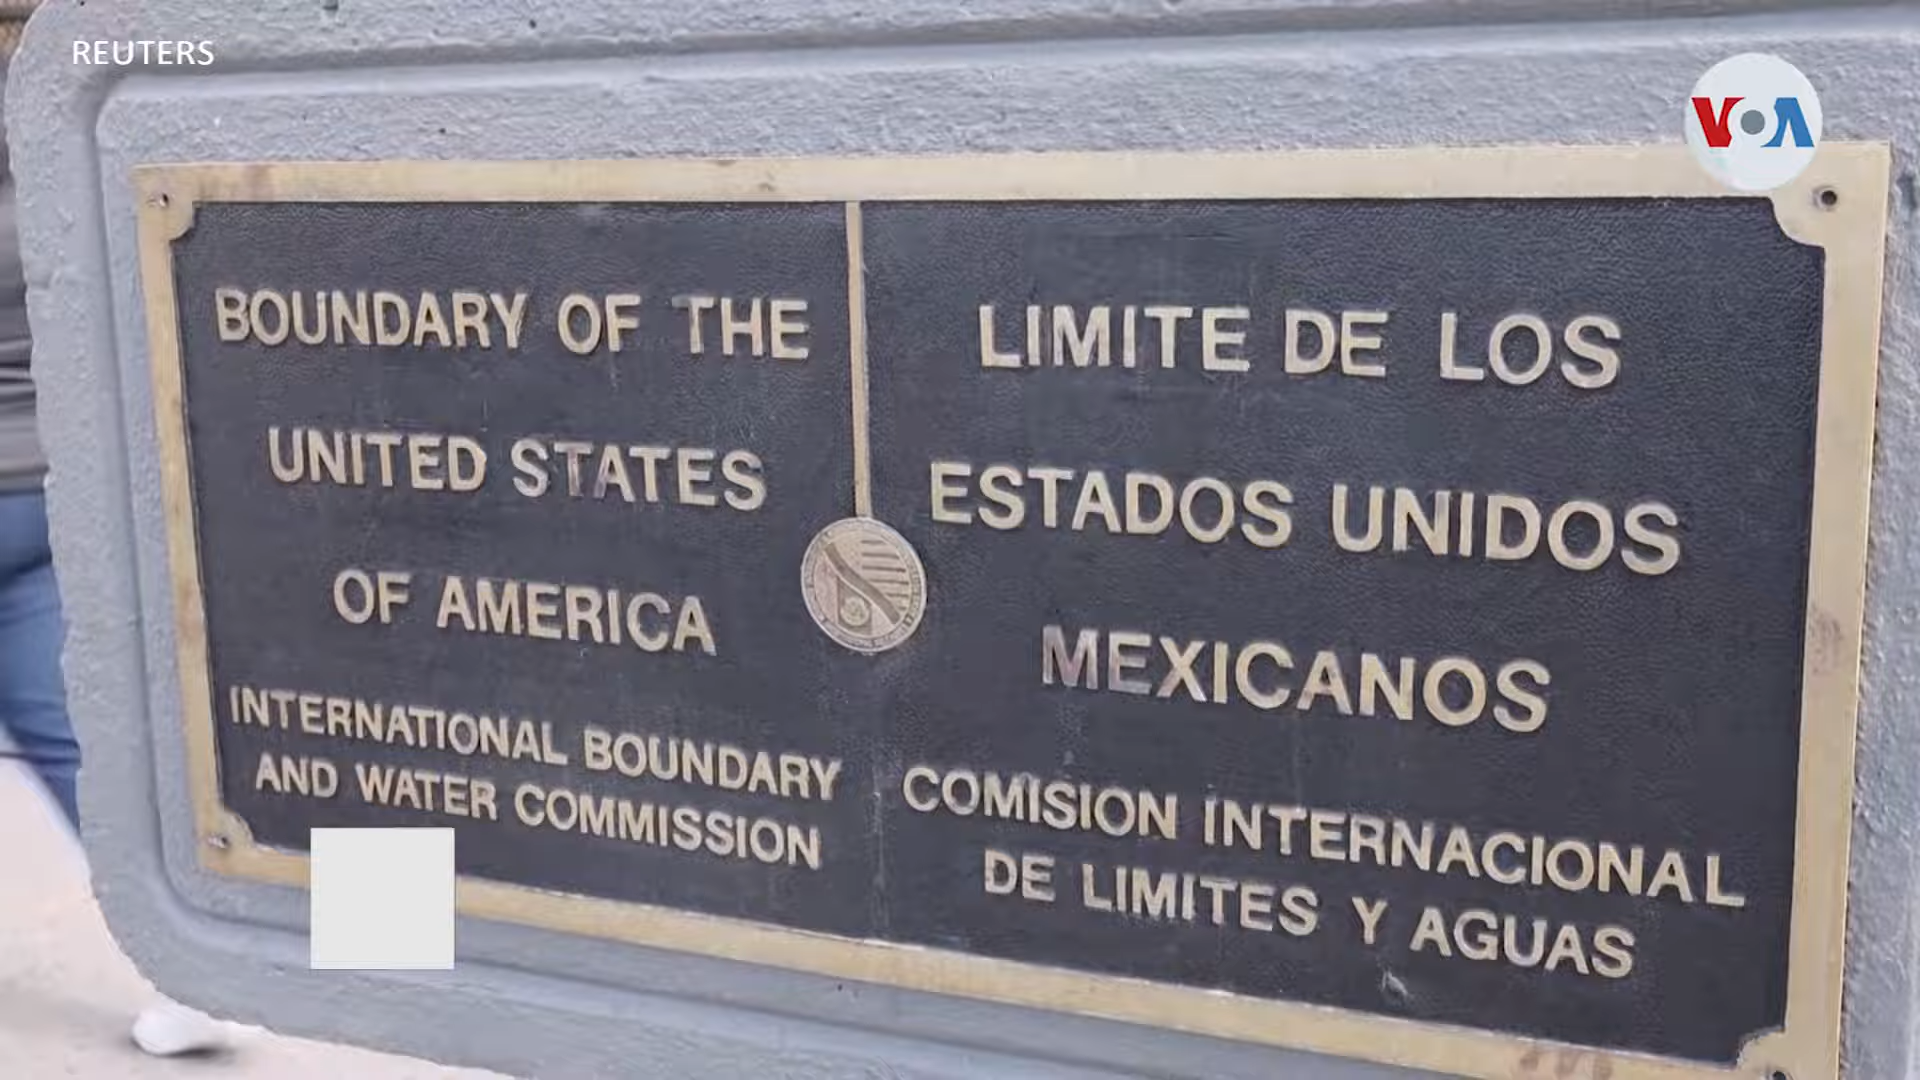 REUTERS
VOA
BOUNDARY OF THE
UNITED STATES
OF AMERICA
INTERNATIONAL BOUNDARY
AND WATER COMMISSION
LIMITE DE LOS
ESTADOS UNIDOS
MEXICANOS
COMISION INTERNACIONAL
DE LIMITES Y AGUAS